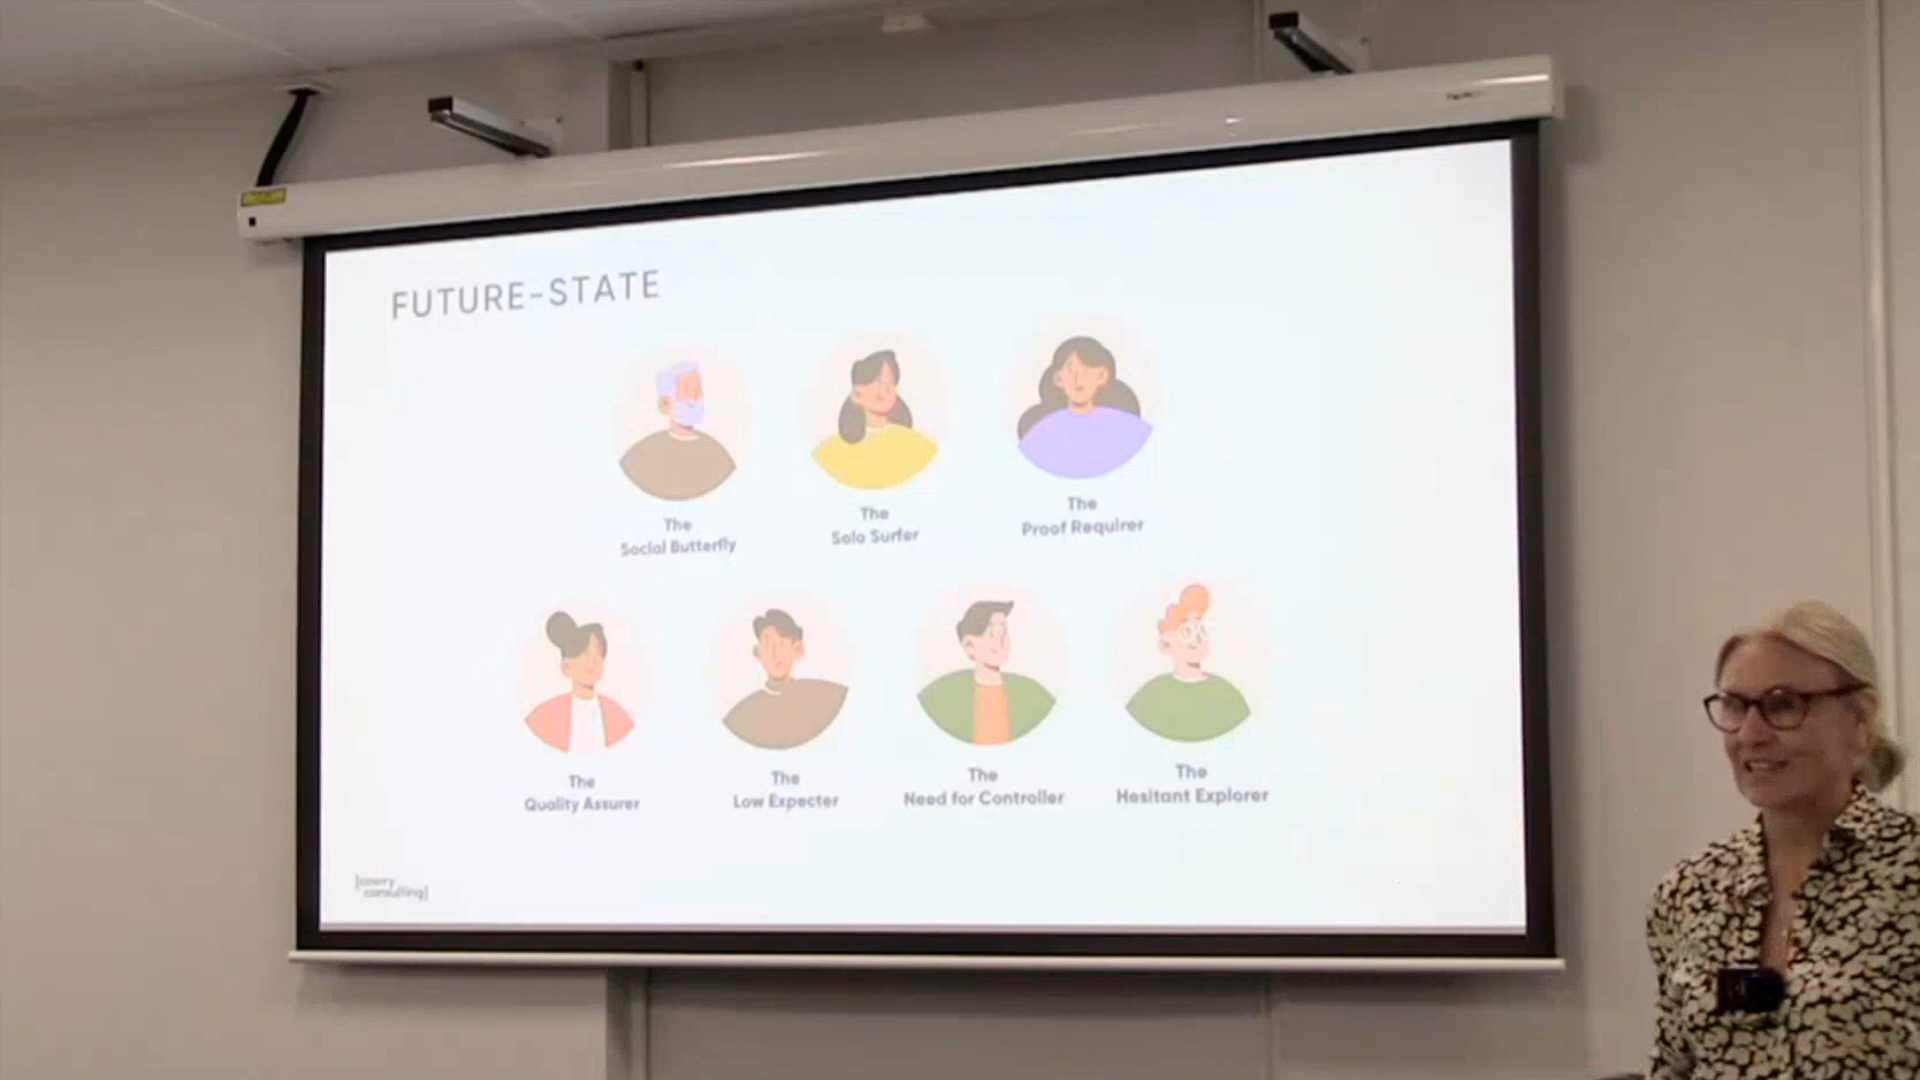 FUTURE-STATE
The
Social Butterfly
The
Solo Surfer
The
Proof Requirer
The
Quality Assurer
The
Low Expecter
The
Need for Controller
The
Hesitant Explorer
[cowry
consulting]